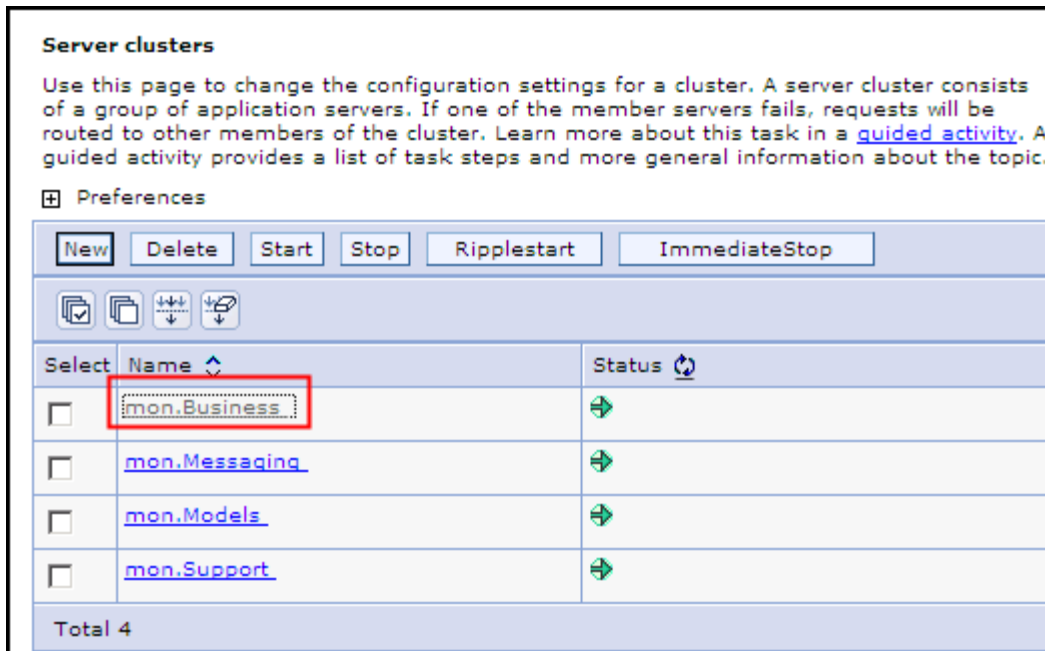 Server clusters
Use this page to change the configuration settings for a cluster. A server cluster consists
of a group of application servers. If one of the member servers fails, requests will be
routed to other members of the cluster. Learn more about this task in a guided activity. A
guided activity provides a list of task steps and more general information about the topic.
Preferences
New Delete Start Stop Ripplestart ImmediateStop
Select Name Status
mon.Business
mon.Messaging
mon.Models
mon.Support
Total 4